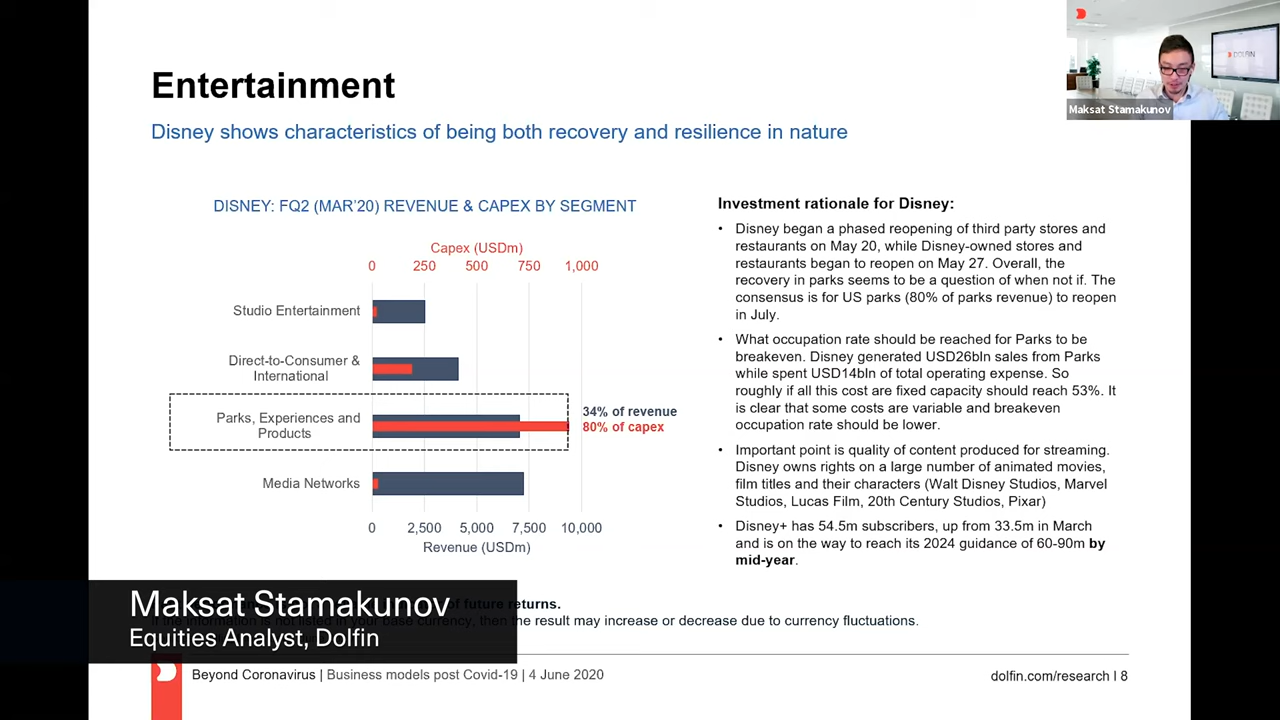 Entertainment
Disney shows characteristics of being both recovery and resilience in nature
DOLFIN
Maksat Stamakunov
DISNEY: FQ2 (MAR'20) REVENUE & CAPEX BY SEGMENT
Capex (USDm)
0 250 500 750 1,000
Studio Entertainment
Direct-to-Consumer &
International
Parks, Experiences and
Products
34% of revenue
80% of capex
Media Networks
0 2,500 5,000 7,500 10,000
Revenue (USDm)
Investment rationale for Disney:
• Disney began a phased reopening of third party stores and
restaurants on May 20, while Disney-owned stores and
restaurants began to reopen on May 27. Overall, the
recovery in parks seems to be a question of when not if. The
consensus is for US parks (80% of parks revenue) to reopen
in July.
• What occupation rate should be reached for Parks to be
breakeven. Disney generated USD26bln sales from Parks
while spent USD14bln of total operating expense. So
roughly if all this cost are fixed capacity should reach 53%. It
is clear that some costs are variable and breakeven
occupation rate should be lower.
• Important point is quality of content produced for streaming.
Disney owns rights on a large number of animated movies,
film titles and their characters (Walt Disney Studios, Marvel
Studios, Lucas Film, 20th Century Studios, Pixar)
• Disney+ has 54.5m subscribers, up from 33.5m in March
and is on the way to reach its 2024 guidance of 60-90m by
mid-year.
Maksat Stamakunov
Equities Analyst, Dolfin
of future returns.
If the information is not listed in your base currency, then the result may increase or decrease due to currency fluctuations.
Beyond Coronavirus | Business models post Covid-19 | 4 June 2020
dolfin.com/research I 8